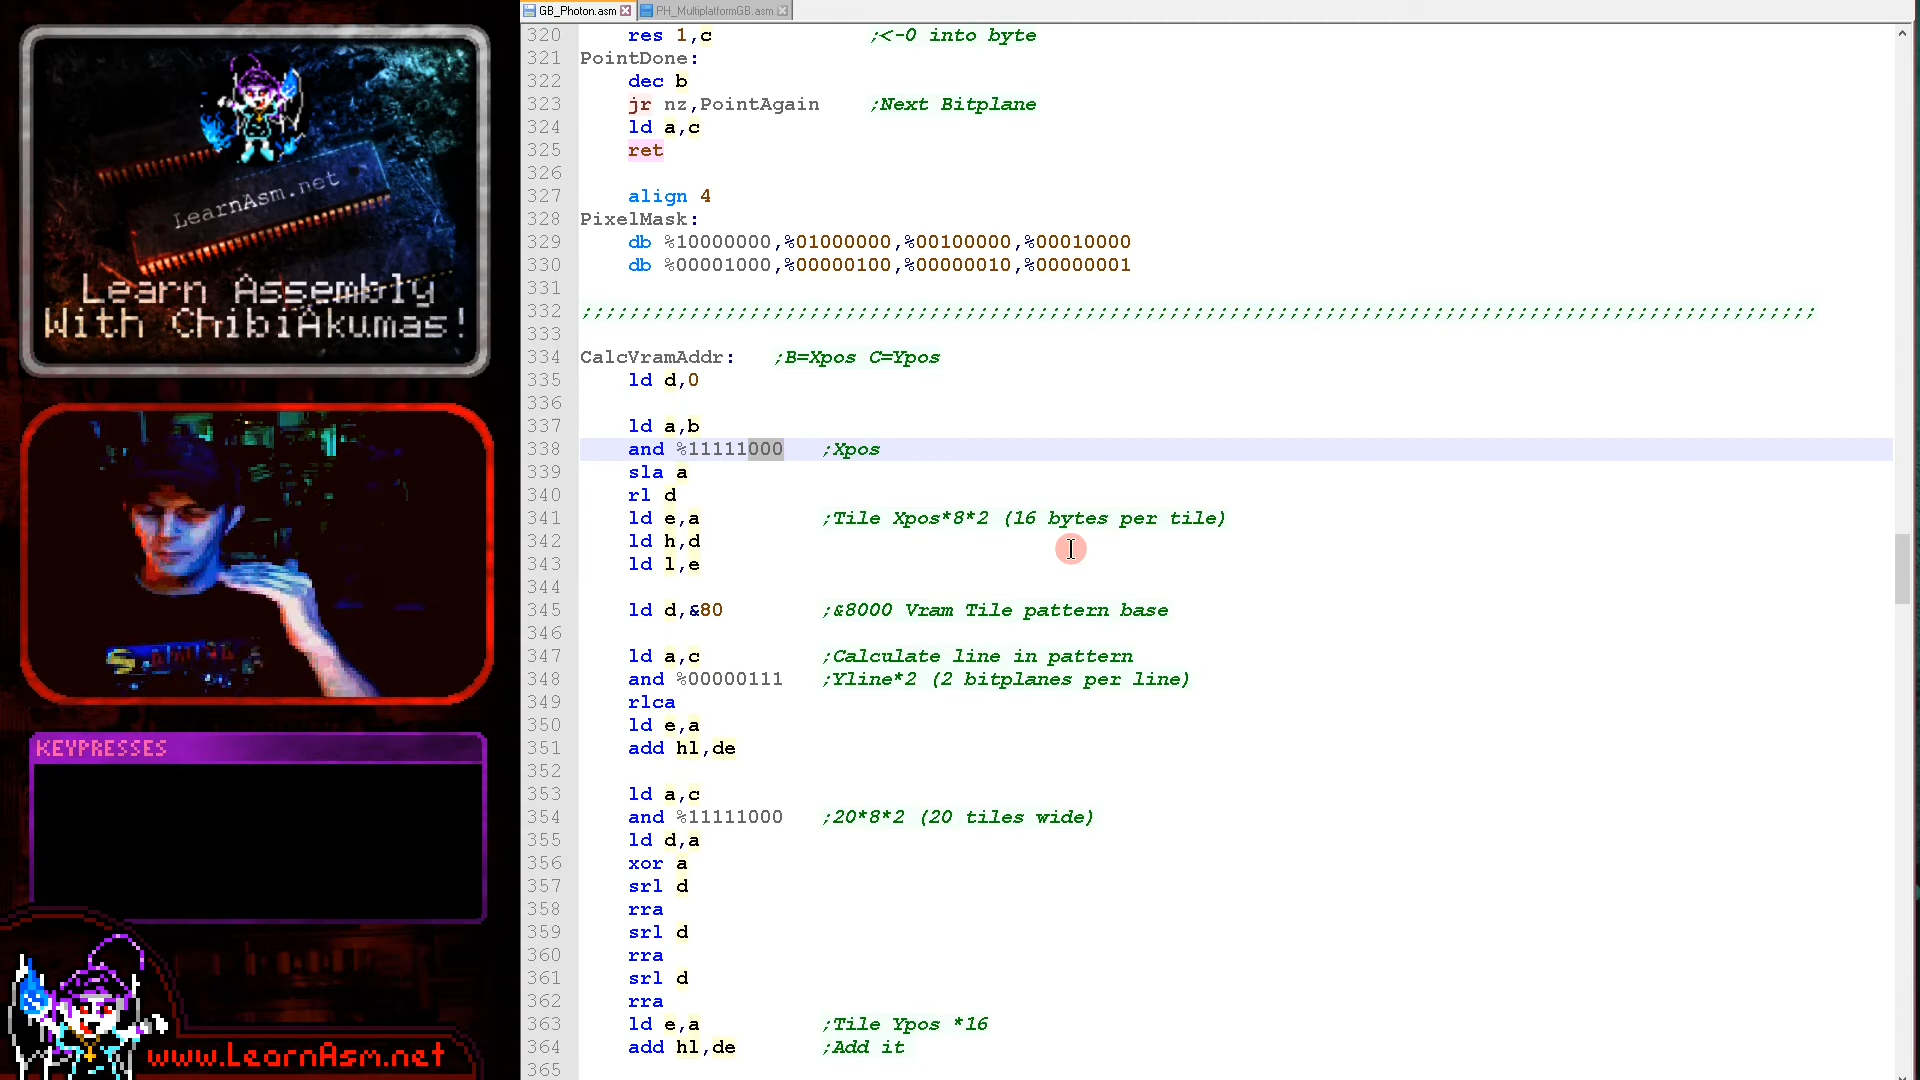 GB_Photon.asm
PH_MultiplatformGB.asm
LearnAsm.net
Learn Assembly
With ChibiAkumas!
KEYPRESSES
www.LearnAsm.net
320 res 1,c ;<-0 into byte
321 PointDone:
322 dec b
323 jr nz,PointAgain ;Next Bitplane
324 ld a,c
325 ret
326
327 align 4
328 PixelMask:
329 db %10000000,%01000000,%00100000,%00010000
330 db %00001000,%00000100,%00000010,%00000001
331
332 ;;;;;;;;;;;;;;;;;;;;;;;;;;;;;;;;;;;;;;;;;;;;;;;;;;;;;;;;;;;;;;;;;;;;;;;;;;;;;;;;;;;;;;;;;;;;;;;;;;;;;;;
333
334 CalcVramAddr: ;B=Xpos C=Ypos
335 ld d,0
336
337 ld a,b
338 and %11111000 ;Xpos
339 sla a
340 rl d
341 ld e,a ;Tile Xpos*8*2 (16 bytes per tile)
342 ld h,d
343 ld l,e
344
345 ld d,&80 ;&8000 Vram Tile pattern base
346
347 ld a,c ;Calculate line in pattern
348 and %00000111 ;Yline*2 (2 bitplanes per line)
349 rlca
350 ld e,a
351 add hl,de
352
353 ld a,c
354 and %11111000 ;20*8*2 (20 tiles wide)
355 ld d,a
356 xor a
357 srl d
358 rra
359 srl d
360 rra
361 srl d
362 rra
363 ld e,a ;Tile Ypos *16
364 add hl,de ;Add it
365